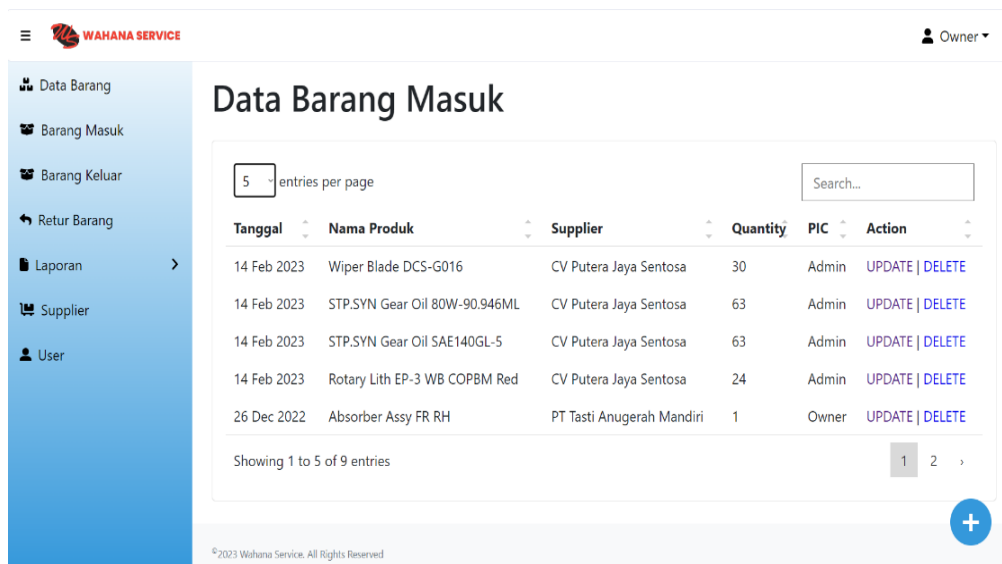 WAHANA SERVICE
Owner
Data Barang
Barang Masuk
Barang Keluar
Retur Barang
Laporan
Supplier
User
Data Barang Masuk
5 entries per page
Search...
Tanggal Nama Produk Supplier Quantity PIC Action
14 Feb 2023 Wiper Blade DCS-G016 CV Putera Jaya Sentosa 30 Admin UPDATE | DELETE
14 Feb 2023 STP.SYN Gear Oil 80W-90.946ML CV Putera Jaya Sentosa 63 Admin UPDATE | DELETE
14 Feb 2023 STP.SYN Gear Oil SAE140GL-5 CV Putera Jaya Sentosa 63 Admin UPDATE | DELETE
14 Feb 2023 Rotary Lith EP-3 WB COPBM Red CV Putera Jaya Sentosa 24 Admin UPDATE | DELETE
26 Dec 2022 Absorber Assy FR RH PT Tasti Anugerah Mandiri 1 Owner UPDATE | DELETE
Showing 1 to 5 of 9 entries
1 2 ›
+
©2023 Wahana Service. All Rights Reserved